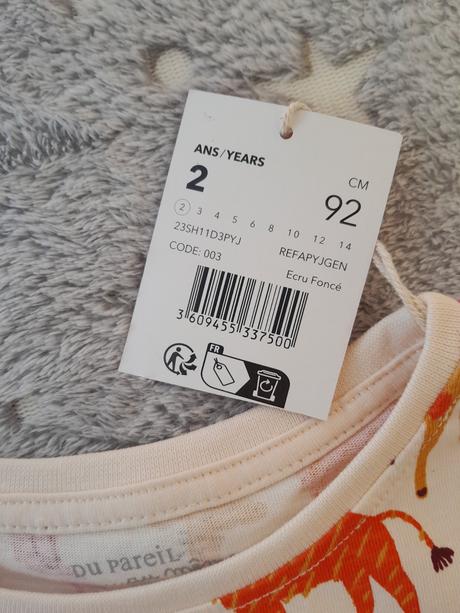 ANS/YEARS
2
CM
92
2 3 4 5 6 8 10 12 14
23SH11D3PYJ
REFAPYJGEN
CODE: 003
Ecru Foncé
3 609455 337500
FR
DU PAREIL